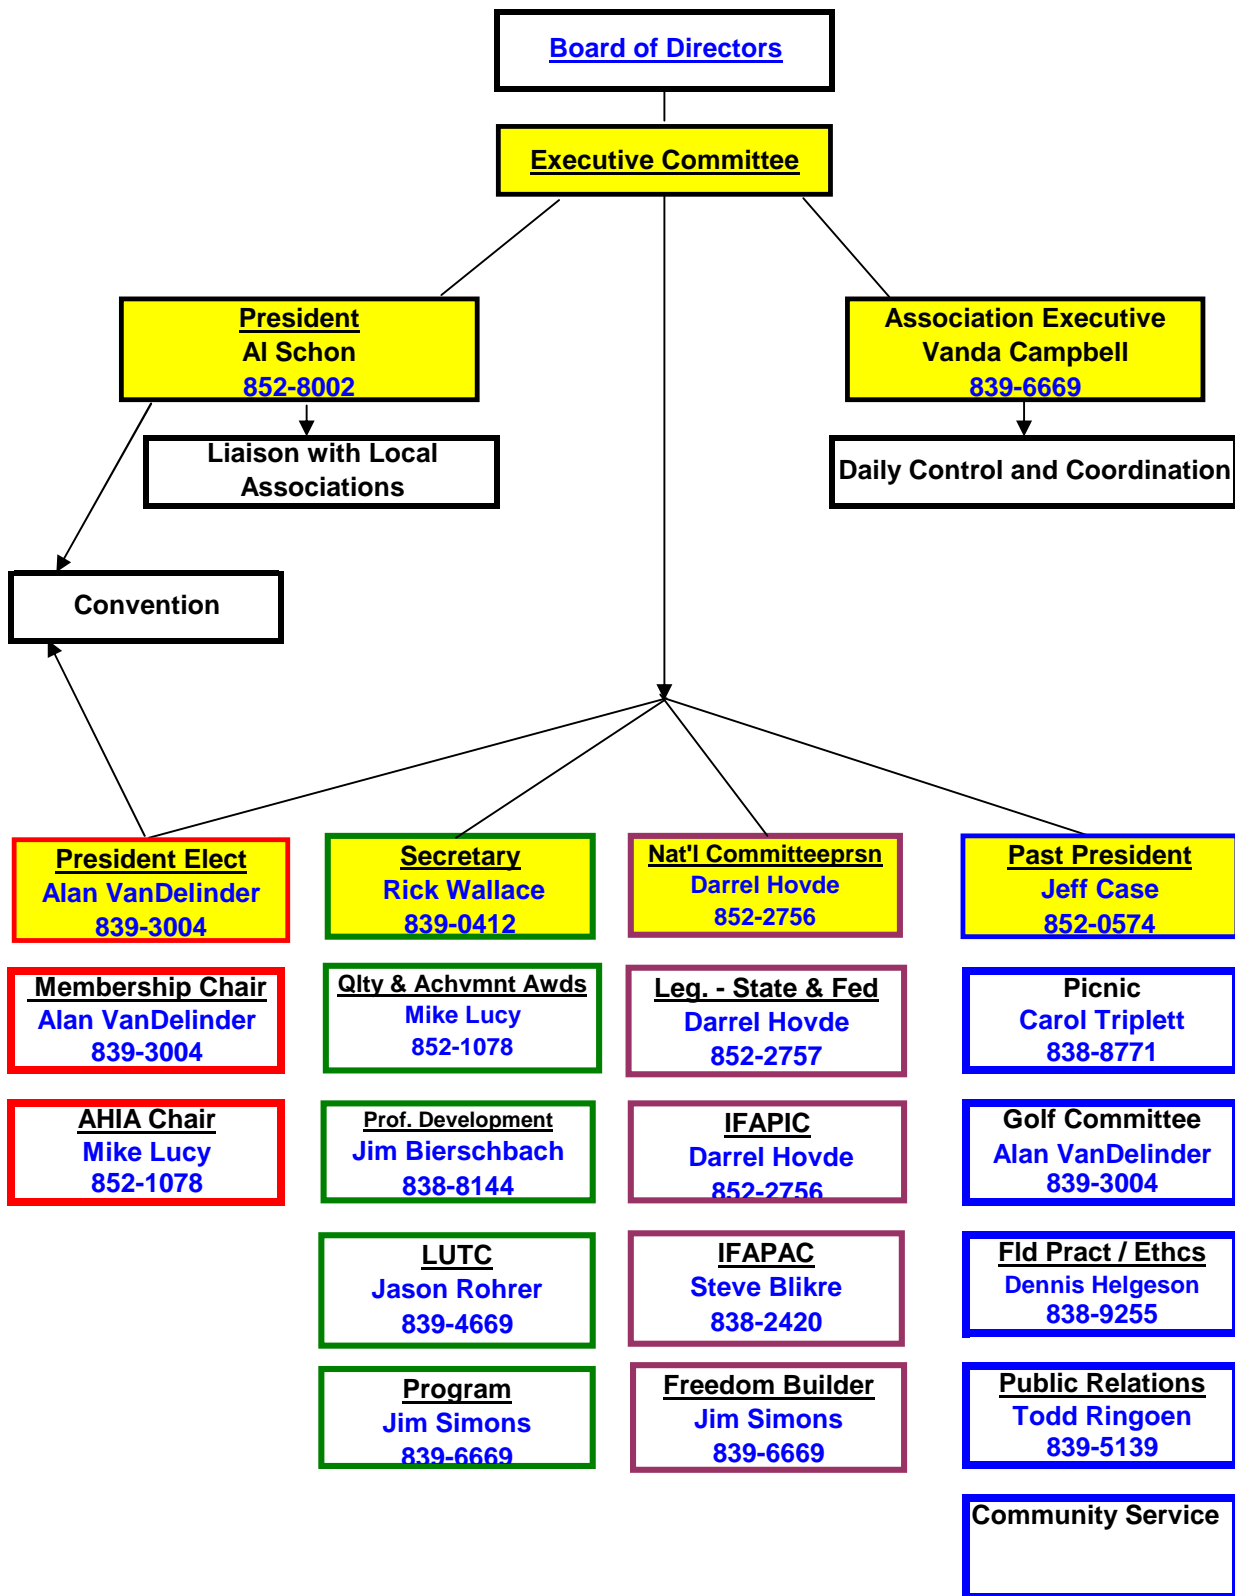 Board of Directors
Executive Committee
President
Al Schon
852-8002
Association Executive
Vanda Campbell
839-6669
Liaison with Local
Associations
Daily Control and Coordination
Convention
President Elect
Alan VanDelinder
839-3004
Secretary
Rick Wallace
839-0412
Nat'l Committeeprsn
Darrel Hovde
852-2756
Past President
Jeff Case
852-0574
Membership Chair
Alan VanDelinder
839-3004
Qlty & Achvmnt Awds
Mike Lucy
852-1078
Leg. - State & Fed
Darrel Hovde
852-2757
Picnic
Carol Triplett
838-8771
AHIA Chair
Mike Lucy
852-1078
Prof. Development
Jim Bierschbach
838-8144
IFAPIC
Darrel Hovde
852-2756
Golf Committee
Alan VanDelinder
839-3004
LUTC
Jason Rohrer
839-4669
IFAPAC
Steve Blikre
838-2420
Fld Pract / Ethcs
Dennis Helgeson
838-9255
Program
Jim Simons
839-6669
Freedom Builder
Jim Simons
839-6669
Public Relations
Todd Ringoen
839-5139
Community Service